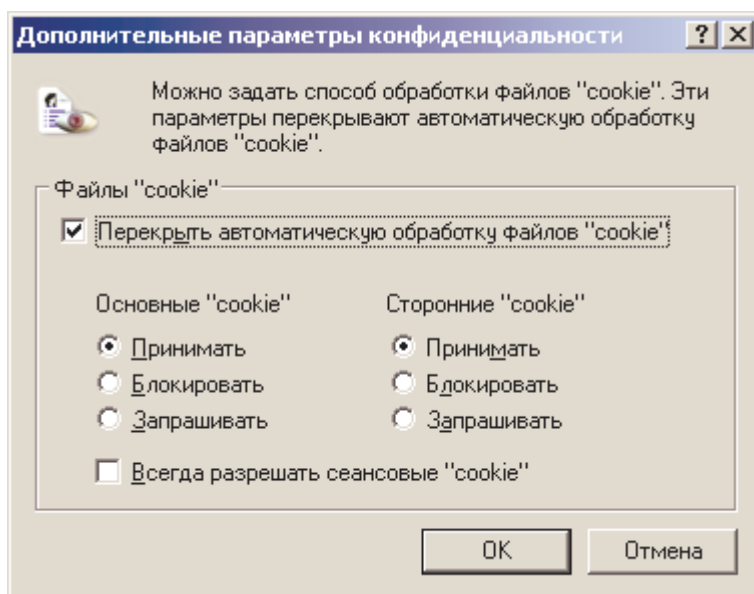 Дополнительные параметры конфиденциальности
Можно задать способ обработки файлов "cookie". Эти
параметры перекрывают автоматическую обработку
файлов "cookie".
Файлы "cookie"
Перекрыть автоматическую обработку файлов "cookie"
Основные "cookie" Сторонние "cookie"
Принимать Принимать
Блокировать Блокировать
Запрашивать Запрашивать
Всегда разрешать сеансовые "cookie"
OK Отмена